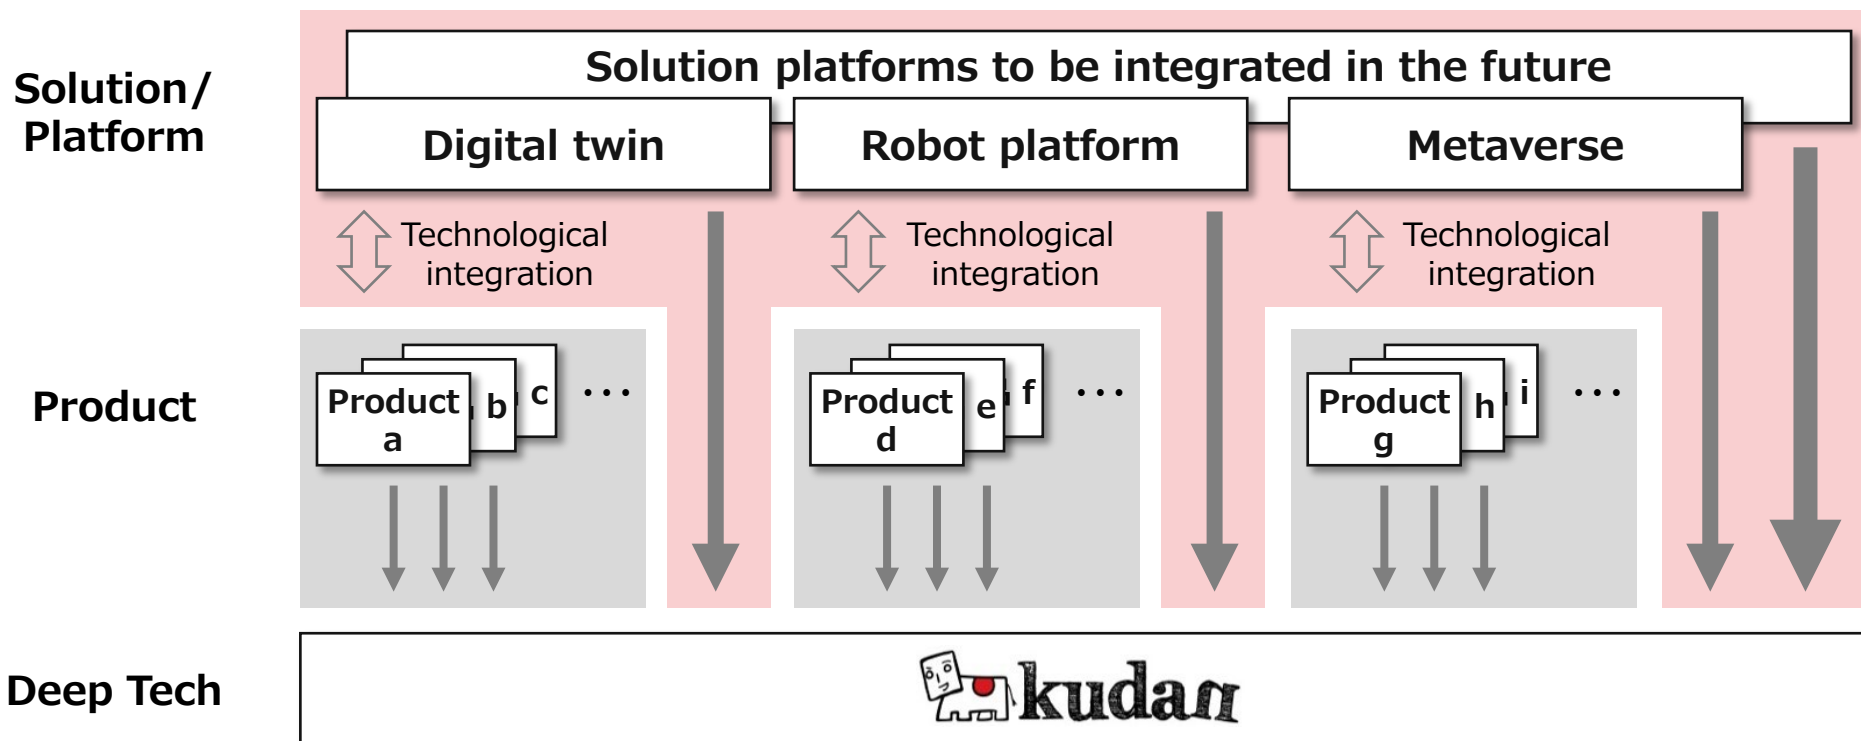 Solution/
Platform
Solution platforms to be integrated in the future
Digital twin
Robot platform
Metaverse
Technological
integration
Technological
integration
Technological
integration
Product
Product
a
b
c
...
Product
d
e
f
...
Product
g
h
i
...
Deep Tech
kudan